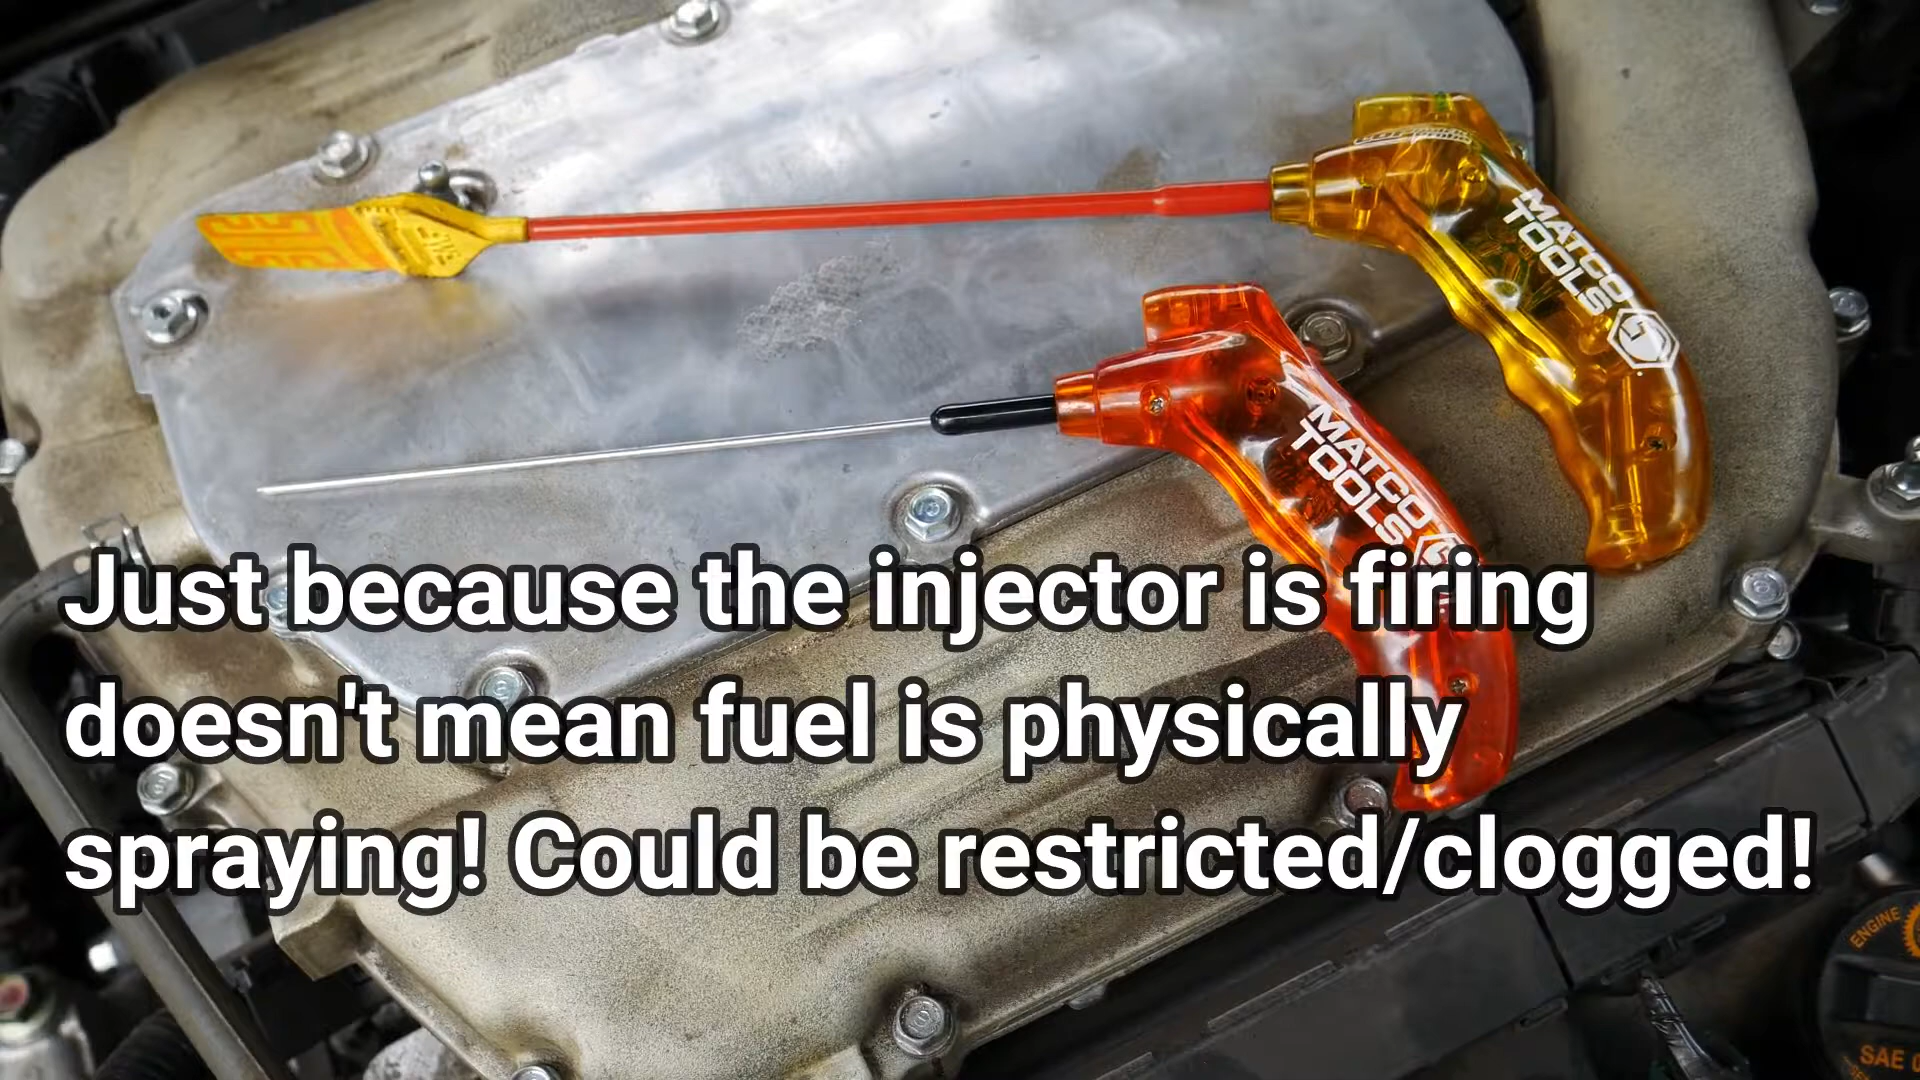 MATCO
TOOLS
MATCO
TOOLS
Just because the injector is firing
doesn't mean fuel is physically
spraying! Could be restricted/clogged!
ENGINE
SAE